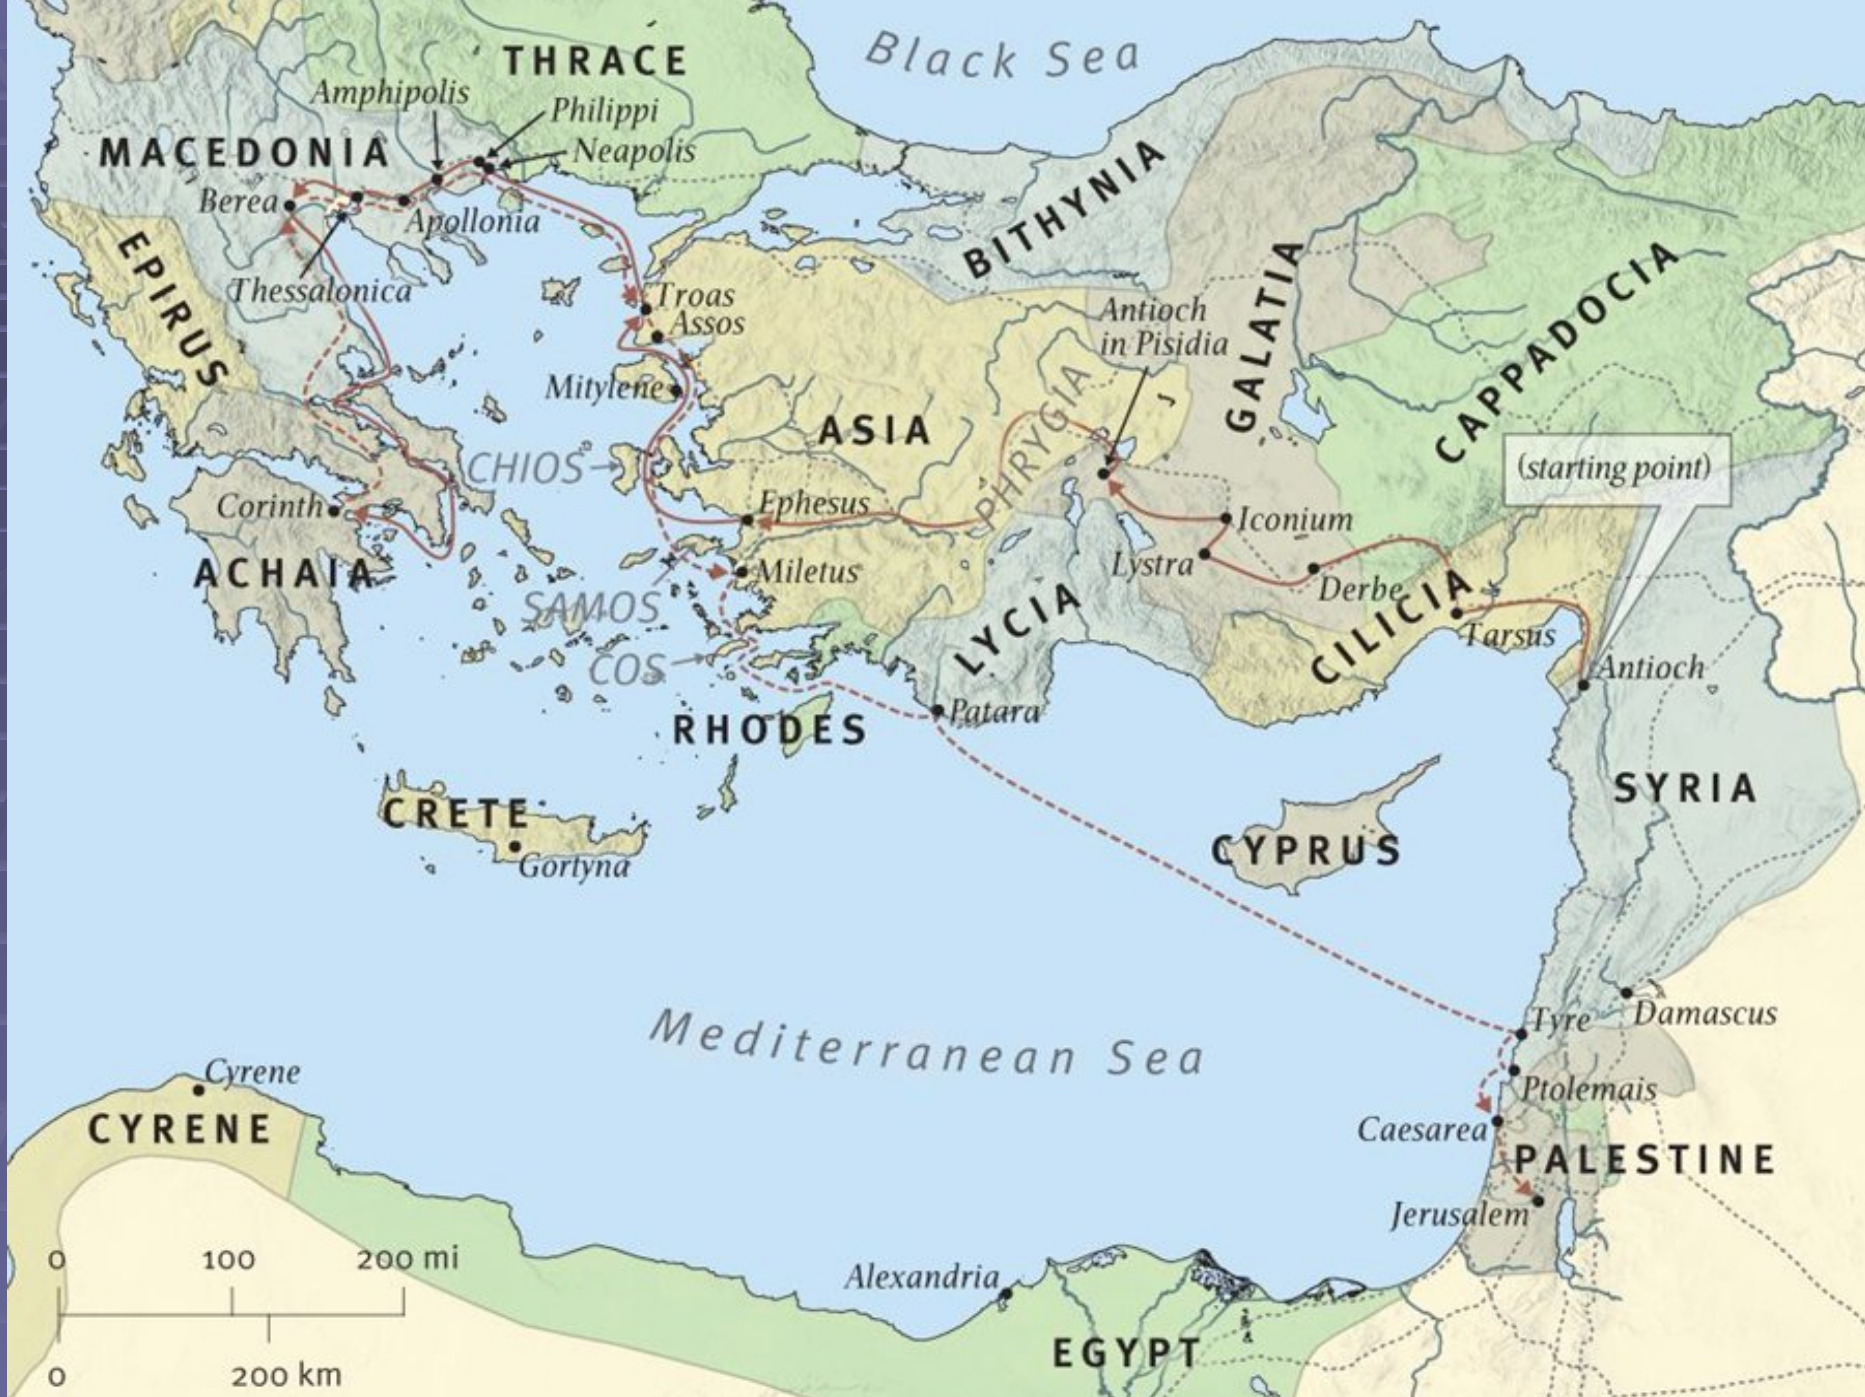 Black Sea
THRACE
Amphipolis
Philippi
Neapolis
MACEDONIA
Berea
Apollonia
BITHYNIA
EPIRUS
Thessalonica
Troas
Assos
Antioch
in Pisidia
GALATIA
CAPPADOCIA
Mitylene
ASIA
PHRYGIA
CHIOS
(starting point)
Corinth
Ephesus
Iconium
ACHAIA
Miletus
Lystra
Derbe
SAMOS
LYCIA
CILICIA
Tarsus
COS
Antioch
RHODES
Patara
SYRIA
CRETE
CYPRUS
Gortyna
Mediterranean Sea
Tyre
Damascus
Cyrene
Ptolemais
CYRENE
Caesarea
PALESTINE
Jerusalem
0 100 200 mi
Alexandria
EGYPT
0 200 km